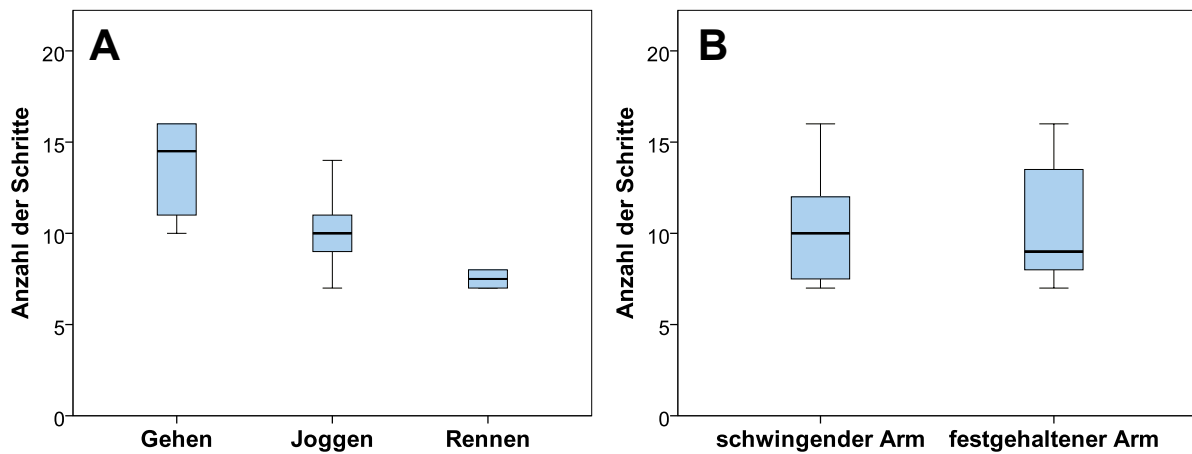 A
Anzahl der Schritte
20
15
10
5
0
Gehen Joggen Rennen
B
Anzahl der Schritte
20
15
10
5
0
schwingender Arm festgehaltener Arm